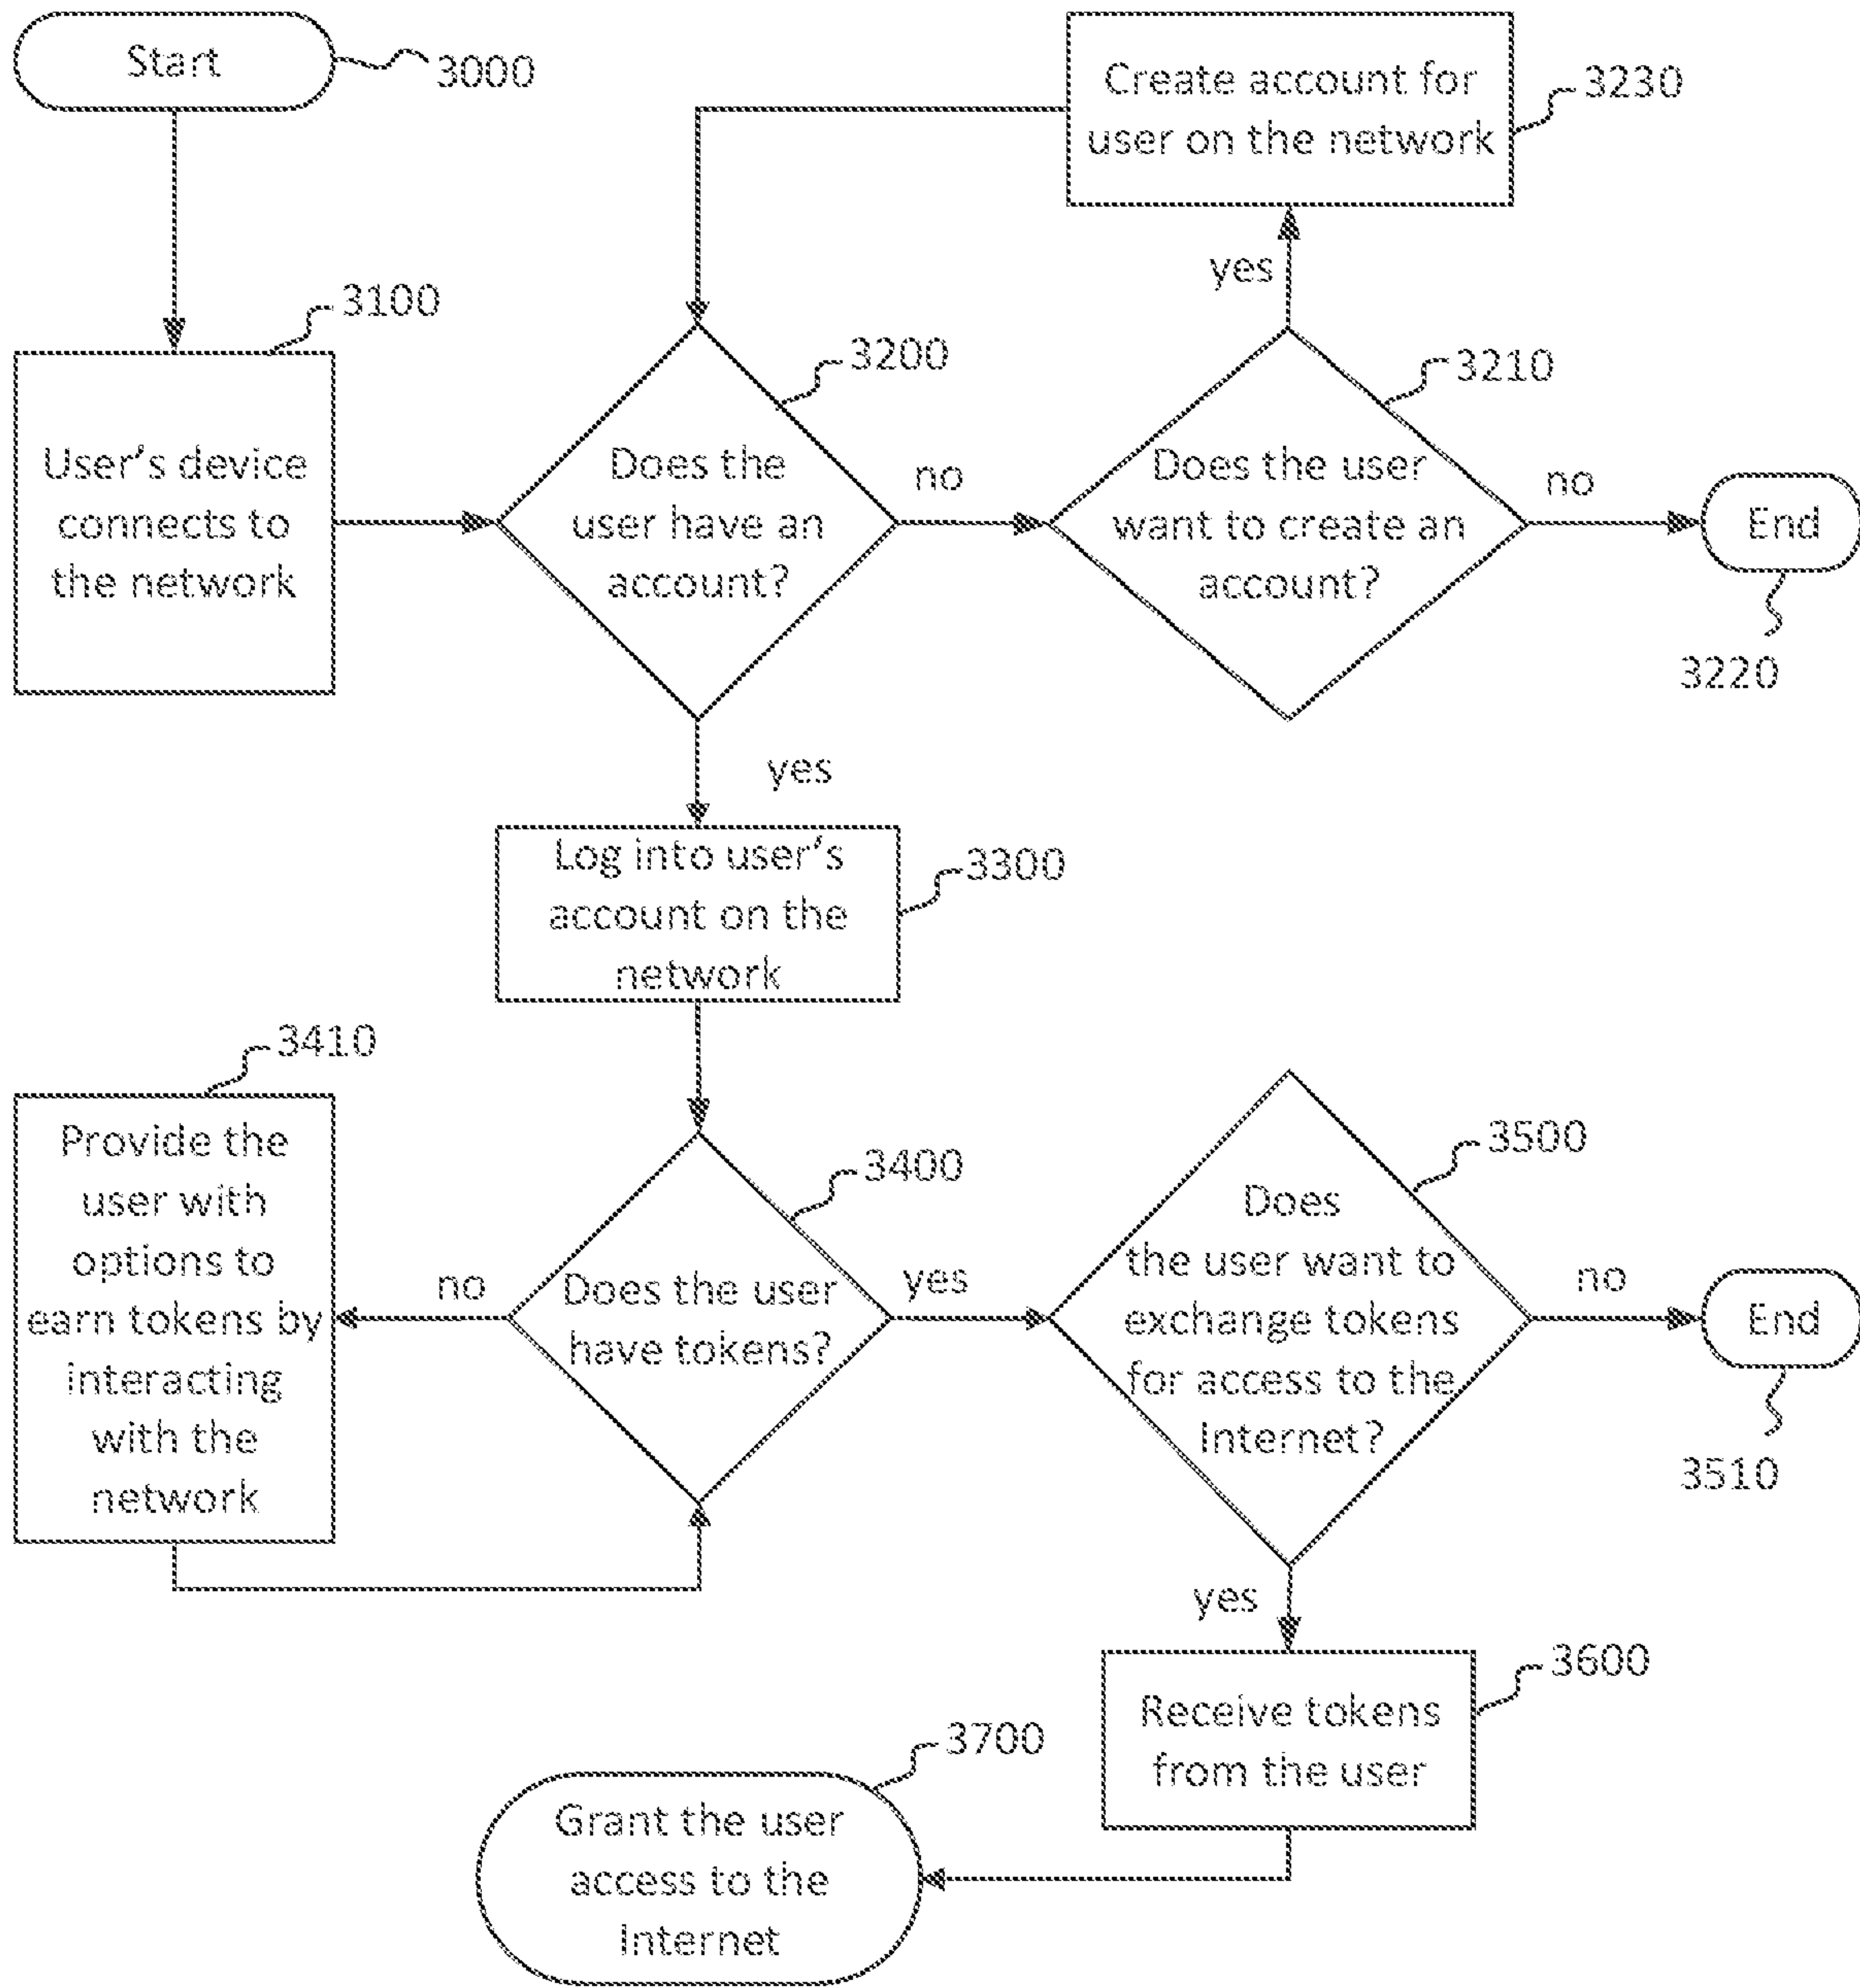 Start
3000
Create account for
user on the network
3230
yes
3100
User's device
connects to
the network
3200
Does the
user have an
account?
no
3210
Does the user
want to create an
account?
no
End
3220
yes
Log into user's
account on the
network
3300
3410
Provide the
user with
options to
earn tokens by
interacting
with the
network
no
3400
Does the user
have tokens?
yes
3500
Does
the user want to
exchange tokens
for access to the
Internet?
no
End
3510
yes
3600
Receive tokens
from the user
3700
Grant the user
access to the
Internet